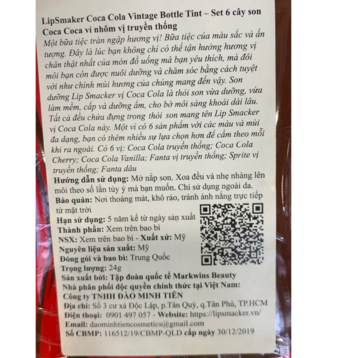 LipSmaker Coca Cola Vintage Bottle Tint – Set 6 cây son
Coca Coca vỉ nhôm vị truyền thống
Một bữa tiệc tràn ngập hương vị! Bữa tiệc của màu sắc và ấn
tượng. Đây là lúc bạn không chỉ có thể tận hưởng hương vị
chân thật nhất của món đồ uống mà bạn yêu thích, mà đôi
môi bạn còn được nuôi dưỡng và chăm sóc bằng cách tuyệt
vời như chính mùi hương của chúng mang đến vậy. Son
dưỡng Lip Smacker vị Coca Cola là thỏi son vừa dưỡng, vừa
làm mềm, cấp và dưỡng ẩm, cho bờ môi sảng khoái dài lâu.
Tất cả đều chứa đựng trong thỏi son mang tên Lip Smacker
vị Coca Cola này. Một vỉ có 6 sản phẩm với các màu và mùi
đa dạng, bạn có thêm nhiều sự lựa chọn hơn để cầm theo mỗi
khi ra ngoài. Có 6 vị: Coca Cola truyền thống; Coca Cola
Cherry; Coca Cola Vanilla; Fanta vị truyền thống; Sprite vị
truyền thống; Fanta dâu
Hướng dẫn sử dụng: Mở nắp son. Xoa đều và nhẹ nhàng lên
môi theo số lần tùy ý mà bạn muốn. Chỉ sử dụng ngoài da.
Bảo quản: Nơi thoáng mát, khô ráo, tránh ánh nắng trực tiếp
từ mặt trời
Hạn sử dụng: 5 năm kể từ ngày sản xuất
Thành phần: Xem trên bao bì
NSX: Xem trên bao bì - Xuất xứ: Mỹ
Nguyên liệu sản xuất: Mỹ
Đóng gói và bao bì: Trung Quốc
Trọng lượng: 24g
Sản xuất bởi: Tập đoàn quốc tế Markwins Beauty
Nhà phân phối độc quyền chính thức tại Việt Nam:
Công ty TNHH ĐÀO MINH TIẾN
Địa chỉ: Số 3 cư xá Độc Lập, p.Tân Quý, q.Tân Phú, TP.HCM
Điện thoại: 0901 497 057 - Website: https://lipsmacker.vn/
Email: daominhtiencosmetics@gmail.com
Số CBMP: 116512/19/CBMP-QLD cấp ngày 30/12/2019